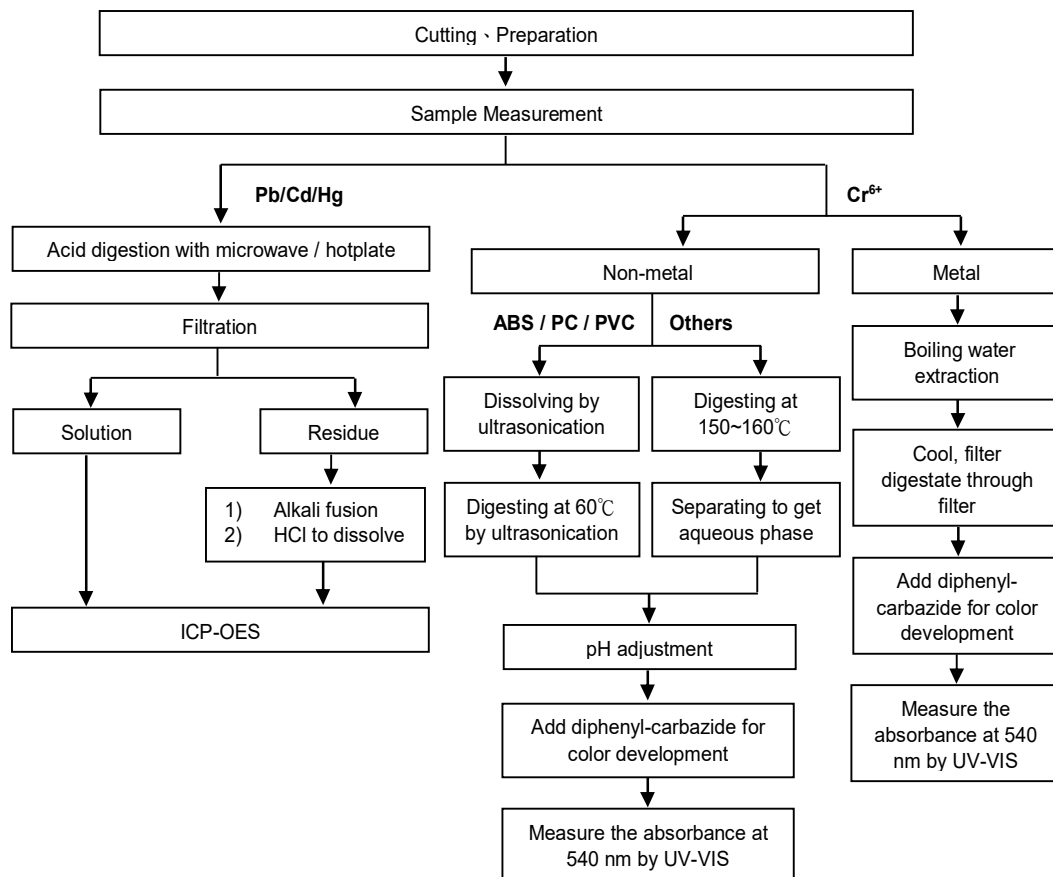 Cutting、Preparation
Sample Measurement
Pb/Cd/Hg
Cr⁶⁺
Acid digestion with microwave / hotplate
Filtration
Solution
Residue
1) Alkali fusion
2) HCl to dissolve
ICP-OES
Non-metal
ABS / PC / PVC
Others
Dissolving by
ultrasonication
Digesting at 60℃
by ultrasonication
Digesting at
150~160℃
Separating to get
aqueous phase
pH adjustment
Add diphenyl-carbazide for
color development
Measure the absorbance at
540 nm by UV-VIS
Metal
Boiling water
extraction
Cool, filter
digestate through
filter
Add diphenyl-
carbazide for color
development
Measure the
absorbance at 540
nm by UV-VIS